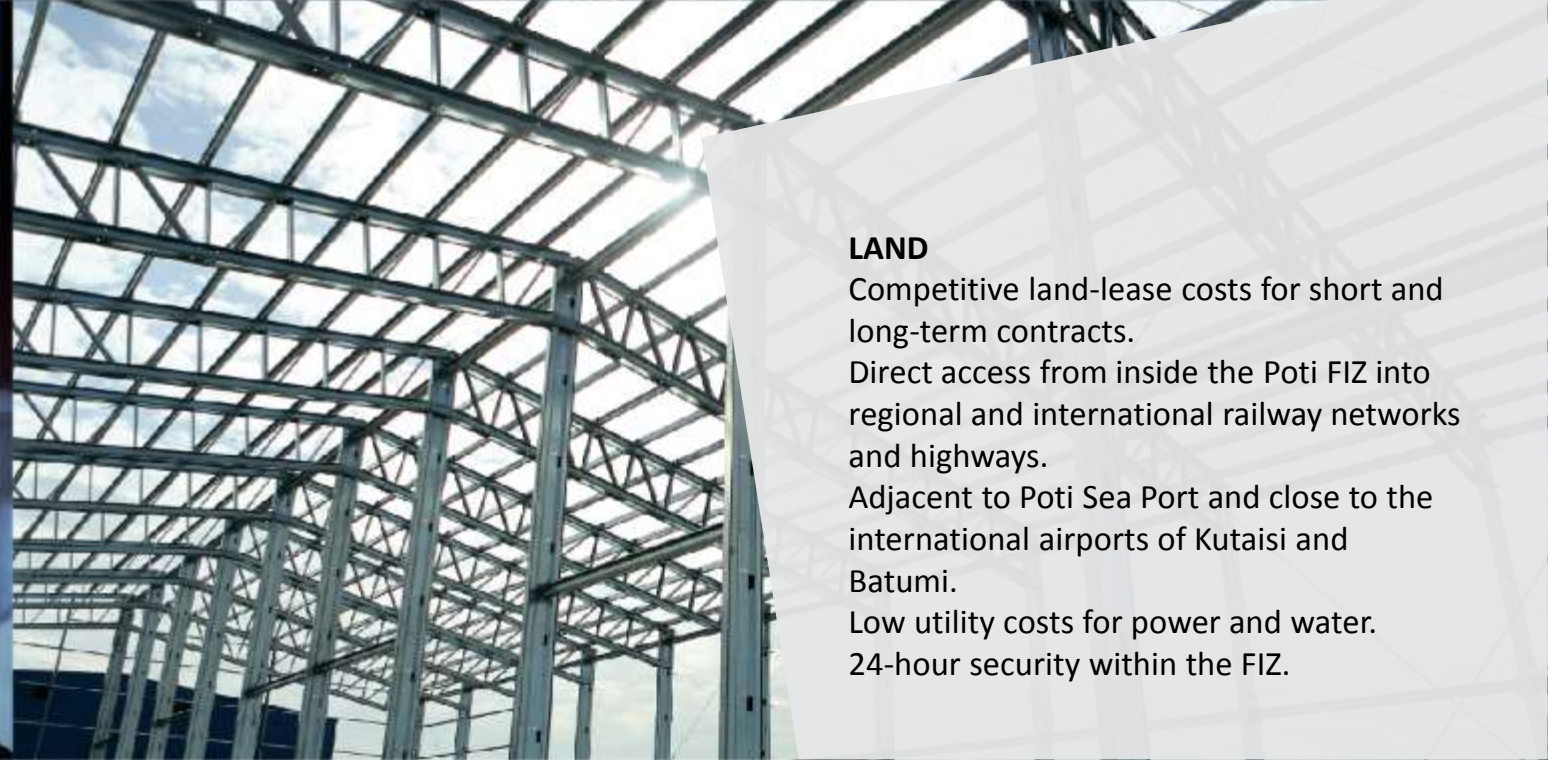 LAND
Competitive land-lease costs for short and
long-term contracts.
Direct access from inside the Poti FIZ into
regional and international railway networks
and highways.
Adjacent to Poti Sea Port and close to the
international airports of Kutaisi and
Batumi.
Low utility costs for power and water.
24-hour security within the FIZ.